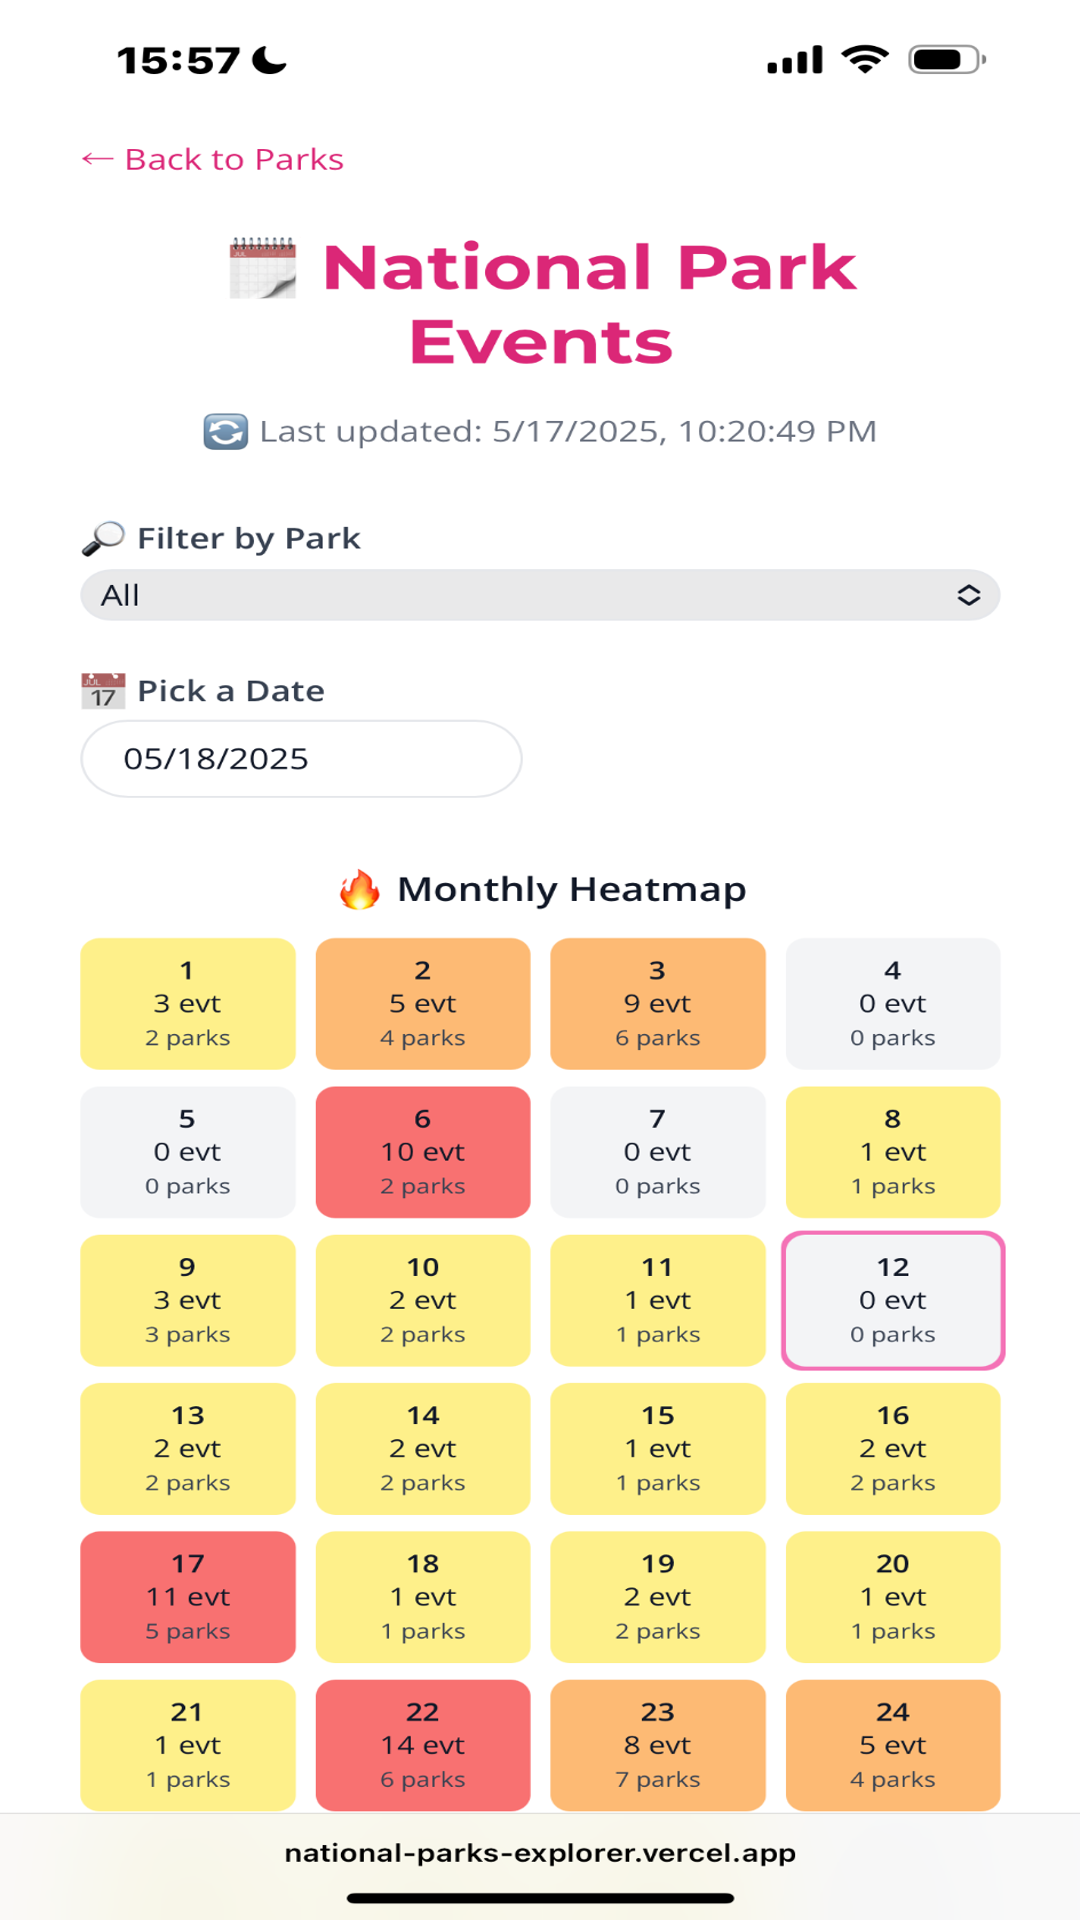 15:57
← Back to Parks
National Park
Events
Last updated: 5/17/2025, 10:20:49 PM
Filter by Park
All
JUL
17
Pick a Date
05/18/2025
Monthly Heatmap
1
3 evt
2 parks
2
5 evt
4 parks
3
9 evt
6 parks
4
0 evt
0 parks
5
0 evt
0 parks
6
10 evt
2 parks
7
0 evt
0 parks
8
1 evt
1 parks
9
3 evt
3 parks
10
2 evt
2 parks
11
1 evt
1 parks
12
0 evt
0 parks
13
2 evt
2 parks
14
2 evt
2 parks
15
1 evt
1 parks
16
2 evt
2 parks
17
11 evt
5 parks
18
1 evt
1 parks
19
2 evt
2 parks
20
1 evt
1 parks
21
1 evt
1 parks
22
14 evt
6 parks
23
8 evt
7 parks
24
5 evt
4 parks
national-parks-explorer.vercel.app